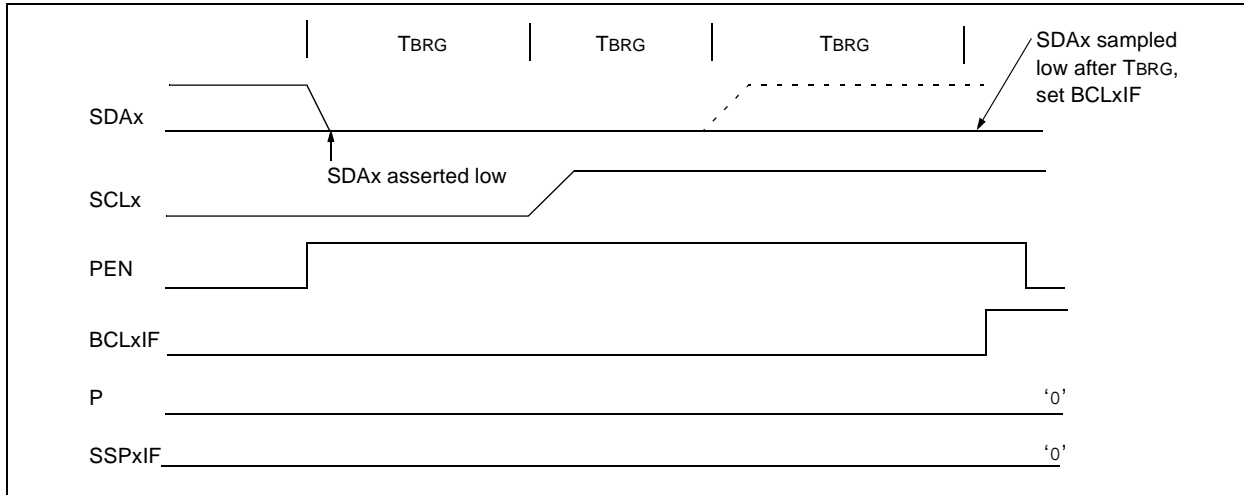 TBRG TBRG TBRG
SDAx sampled
low after TBRG,
set BCLxIF
SDAx
SDAx asserted low
SCLx
PEN
BCLxIF
P '0'
SSPxIF '0'